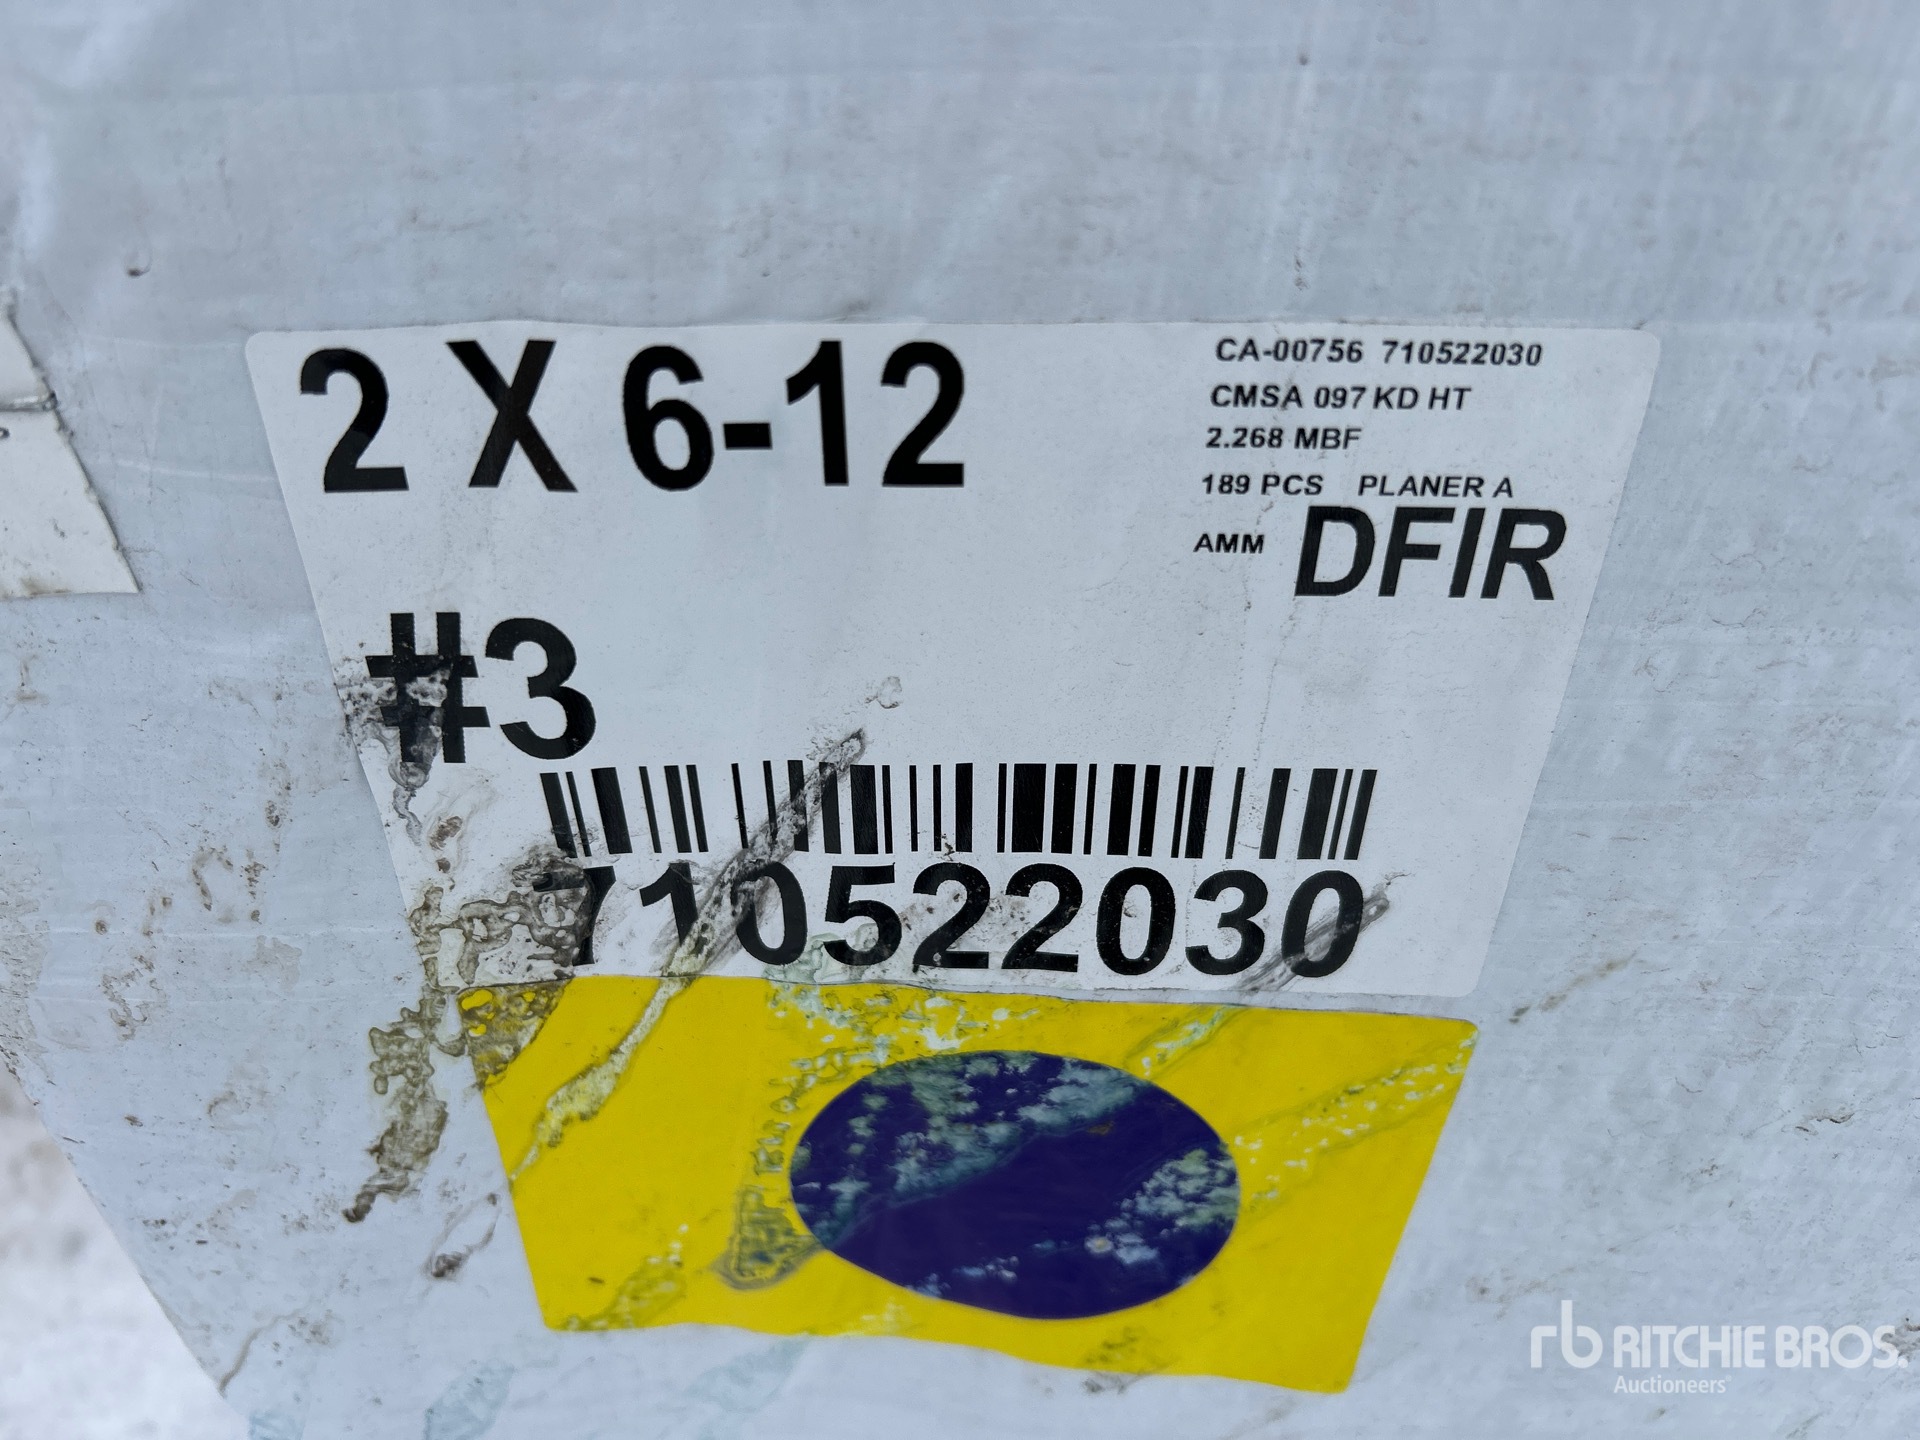 2 X 6-12
CA-00756 710522030
CMSA 097 KD HT
2.268 MBF
189 PCS PLANER A
AMM DFIR
#3
710522030
rb RITCHIE BROS.
Auctioneers